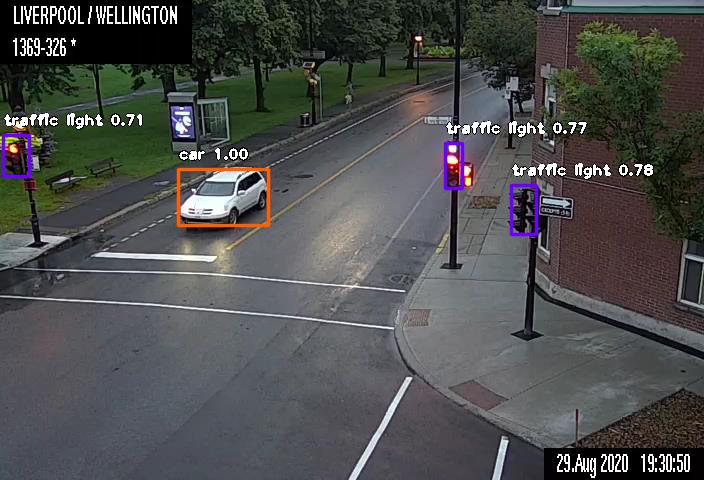 LIVERPOOL / WELLINGTON
1369-326 *
traffic light 0.71
traffic light 0.77
car 1.00
traffic light 0.78
29.Aug 2020 19:30:50